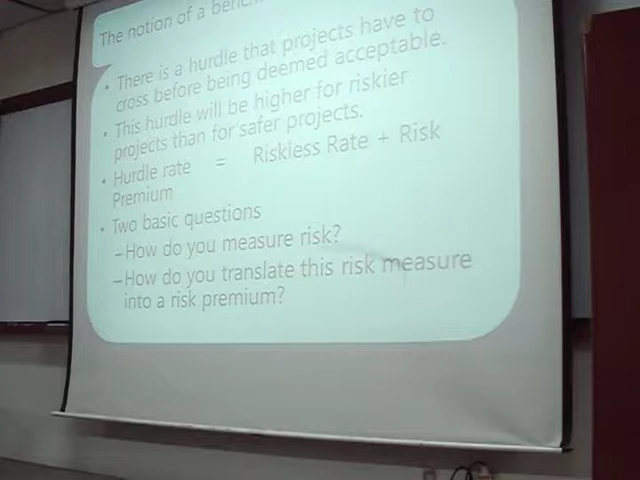 The notion of a
• There is a hurdle that projects have to
cross before being deemed acceptable.
• This hurdle will be higher for riskier
projects than for safer projects.
• Hurdle rate = Riskless Rate + Risk
Premium
• Two basic questions
–How do you measure risk?
–How do you translate this risk measure
into a risk premium?